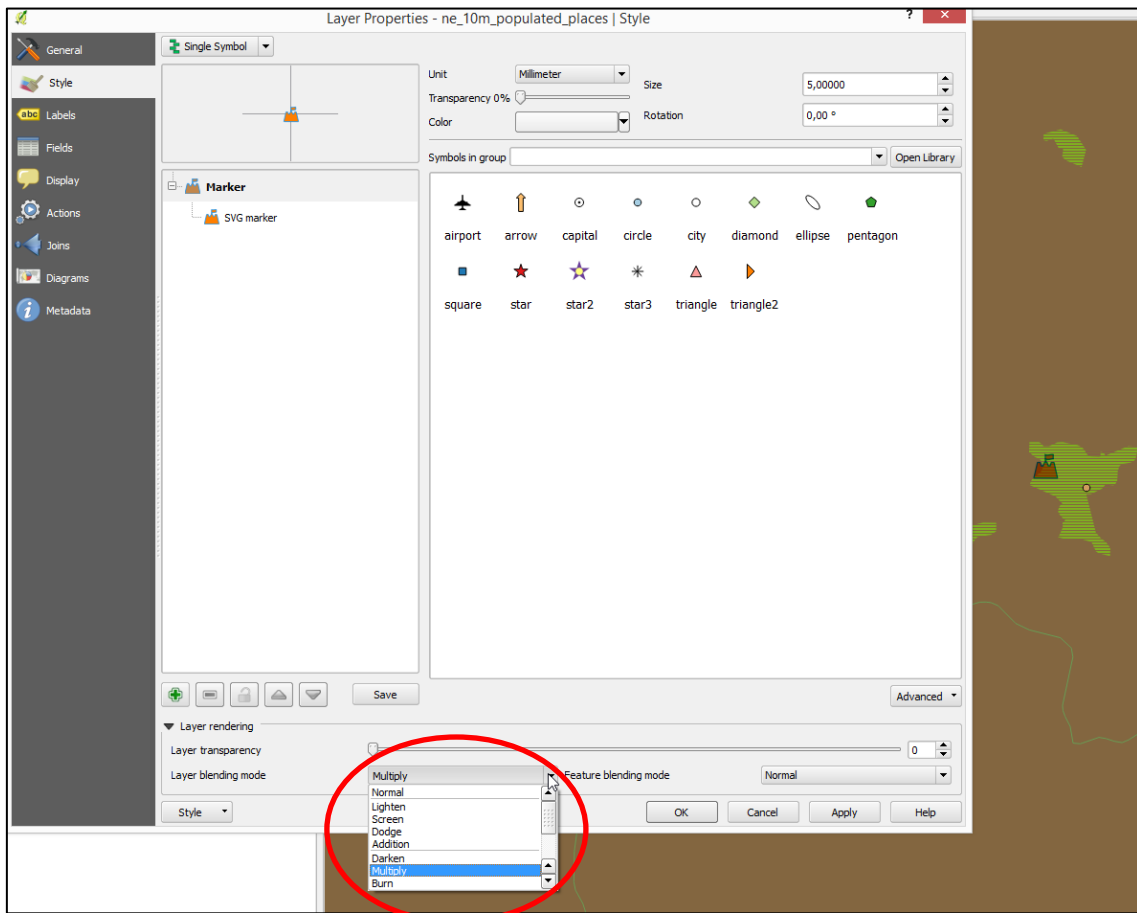 Layer Properties - ne_10m_populated_places | Style
?
General
Style
abc Labels
Fields
Display
Actions
Joins
Diagrams
Metadata
Single Symbol
Unit Millimeter
Transparency 0%
Color
Size 5,00000
Rotation 0,00 °
Symbols in group
Open Library
Marker
SVG marker
airport arrow capital circle city diamond ellipse pentagon
square star star2 star3 triangle triangle2
Save
Advanced
Layer rendering
Layer transparency 0
Layer blending mode Multiply Feature blending mode Normal
Normal
Lighten
Screen
Dodge
Addition
Darken
Multiply
Burn
Style
OK Cancel Apply Help